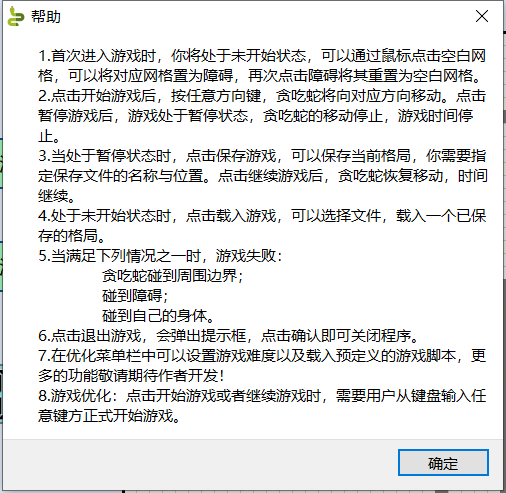 帮助
1.首次进入游戏时，你将处于未开始状态，可以通过鼠标点击空白网
格，可以将对应网格置为障碍，再次点击障碍将其重置为空白网格。
2.点击开始游戏后，按任意方向键，贪吃蛇将向对应方向移动。点击
暂停游戏后，游戏处于暂停状态，贪吃蛇的移动停止，游戏时间停
止。
3.当处于暂停状态时，点击保存游戏，可以保存当前格局，你需要指
定保存文件的名称与位置。点击继续游戏后，贪吃蛇恢复移动，时间
继续。
4.处于未开始状态时，点击载入游戏，可以选择文件，载入一个已保
存的格局。
5.当满足下列情况之一时，游戏失败：
贪吃蛇碰到周围边界；
碰到障碍；
碰到自己的身体。
6.点击退出游戏，会弹出提示框，点击确认即可关闭程序。
7.在优化菜单栏中可以设置游戏难度以及载入预定义的游戏脚本，更
多的功能敬请期待作者开发！
8.游戏优化：点击开始游戏或者继续游戏时，需要用户从键盘输入任
意键方正式开始游戏。
确定